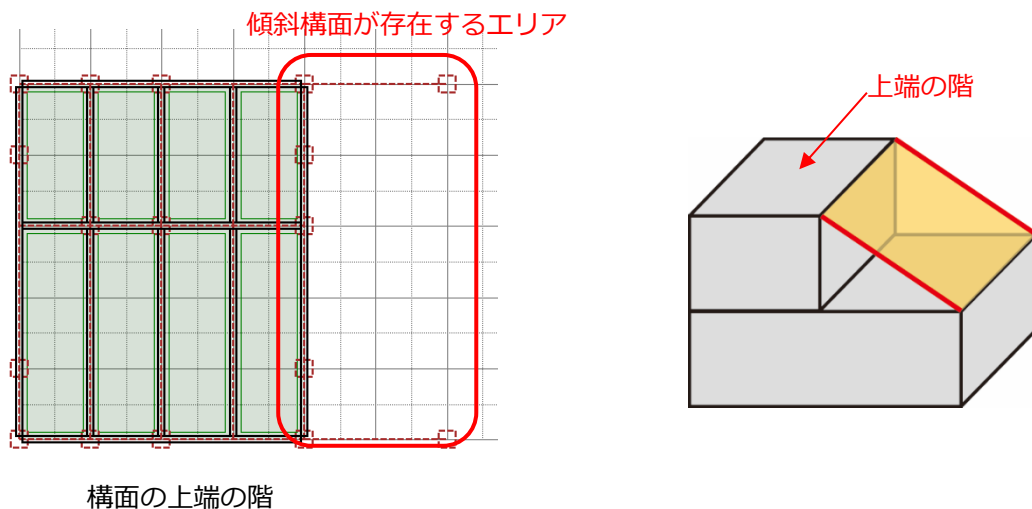 傾斜構面が存在するエリア
上端の階
構面の上端の階